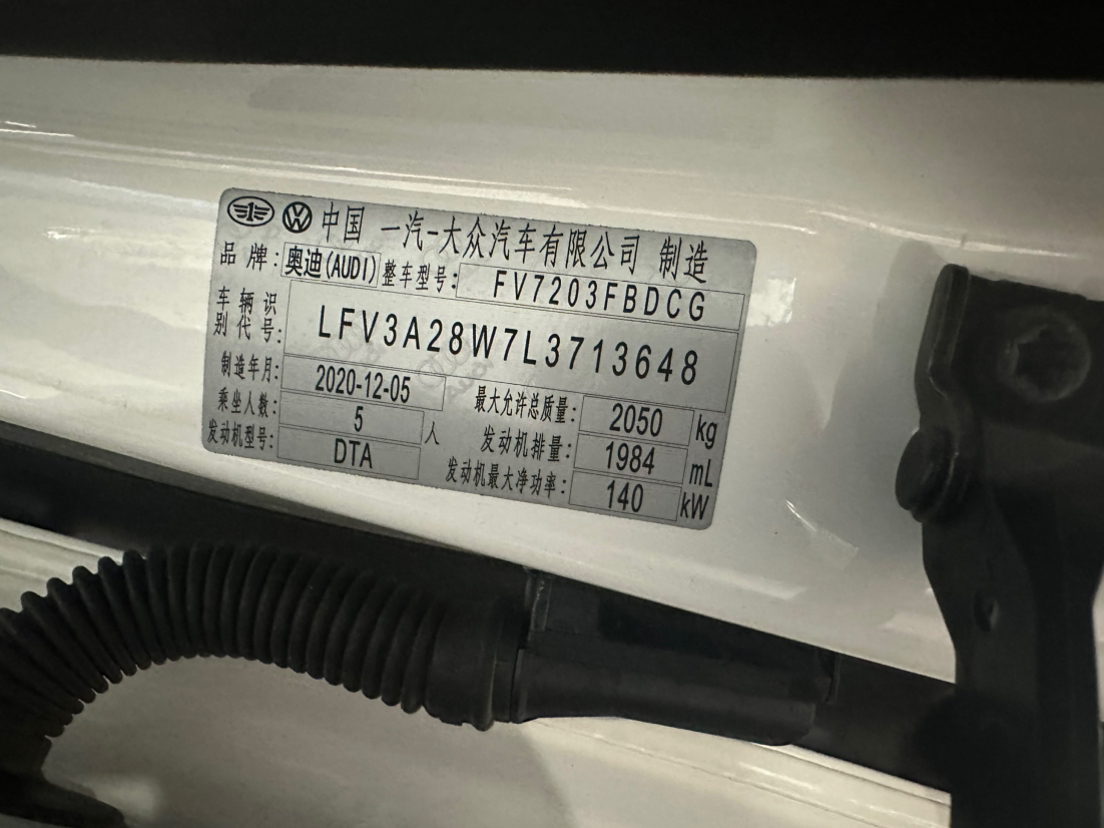 中国 一汽-大众汽车有限公司 制造
品牌: 奥迪(AUDI) 整车型号: FV7203FBDCG
车辆识别代号: LFV3A28W7L3713648
制造年月: 2020-12-05
乘坐人数: 5 人
发动机型号: DTA
最大允许总质量: 2050 kg
发动机排量: 1984 mL
发动机最大净功率: 140 kW